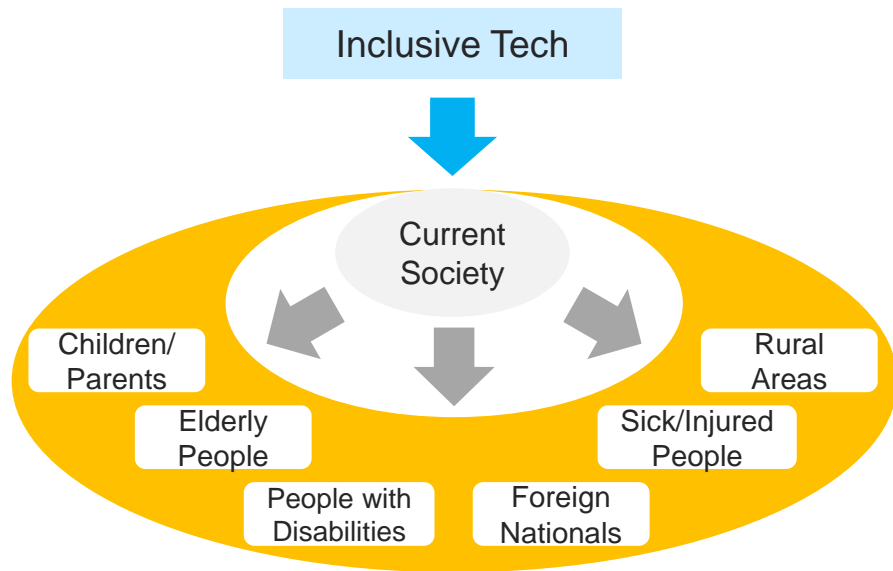 Inclusive Tech
Current
Society
Children/
Parents
Rural
Areas
Elderly
People
Sick/Injured
People
People with
Disabilities
Foreign
Nationals